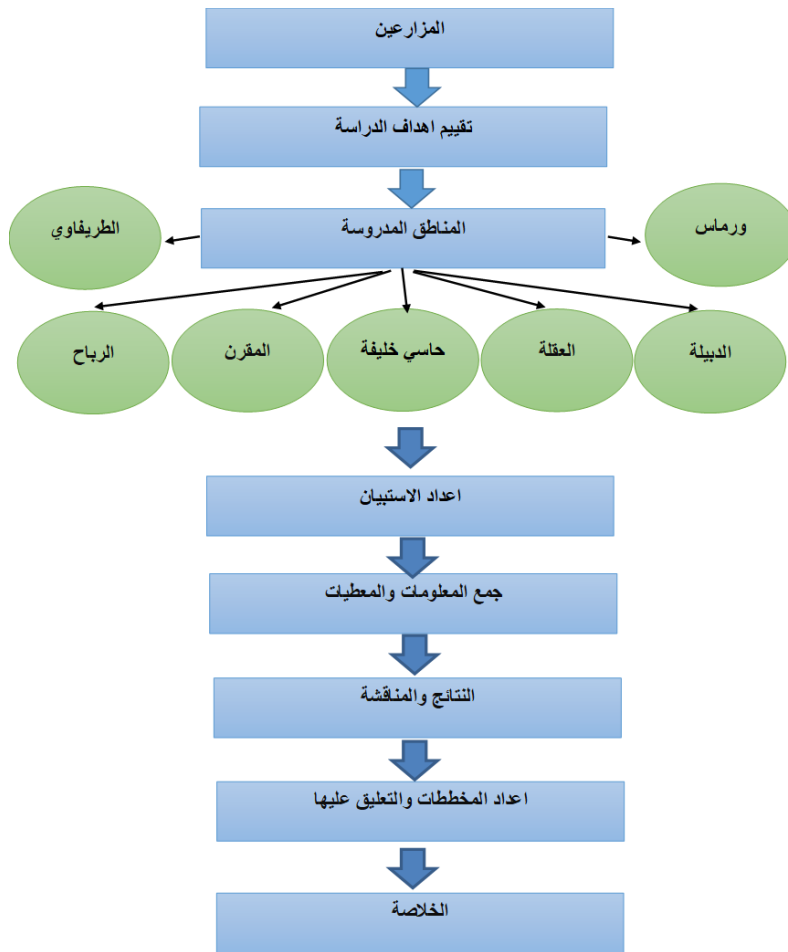 المزارعين
تقييم اهداف الدراسة
المناطق المدروسة
ورماس
الطريفاوي
الدبيلة
العقلة
حاسي خليفة
المقرن
الرباح
اعداد الاستبيان
جمع المعلومات والمعطيات
النتائج والمناقشة
اعداد المخططات والتعليق عليها
الخلاصة